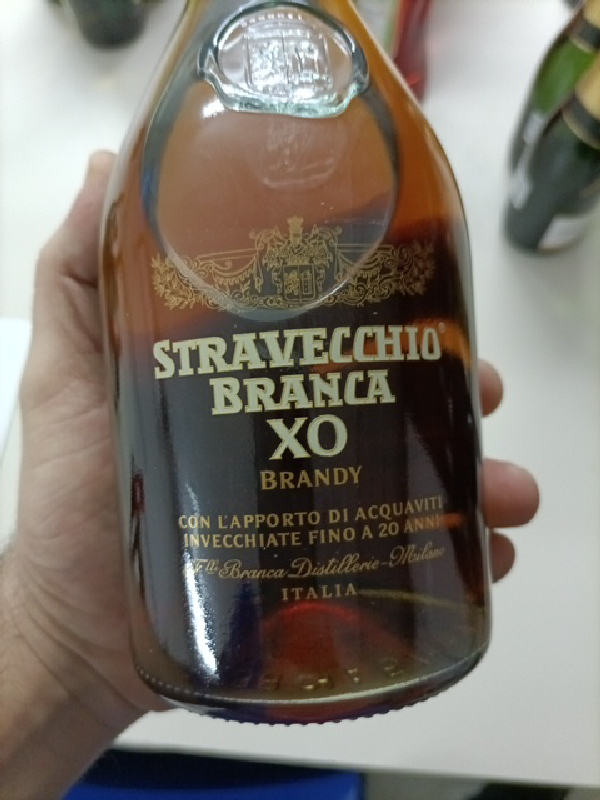 STRAVECCHIO®
BRANCA
XO
BRANDY
CON L'APPORTO DI ACQUAVITI
INVECCHIATE FINO A 20 ANNI
F.lli Branca Distillerie-Milano
ITALIA